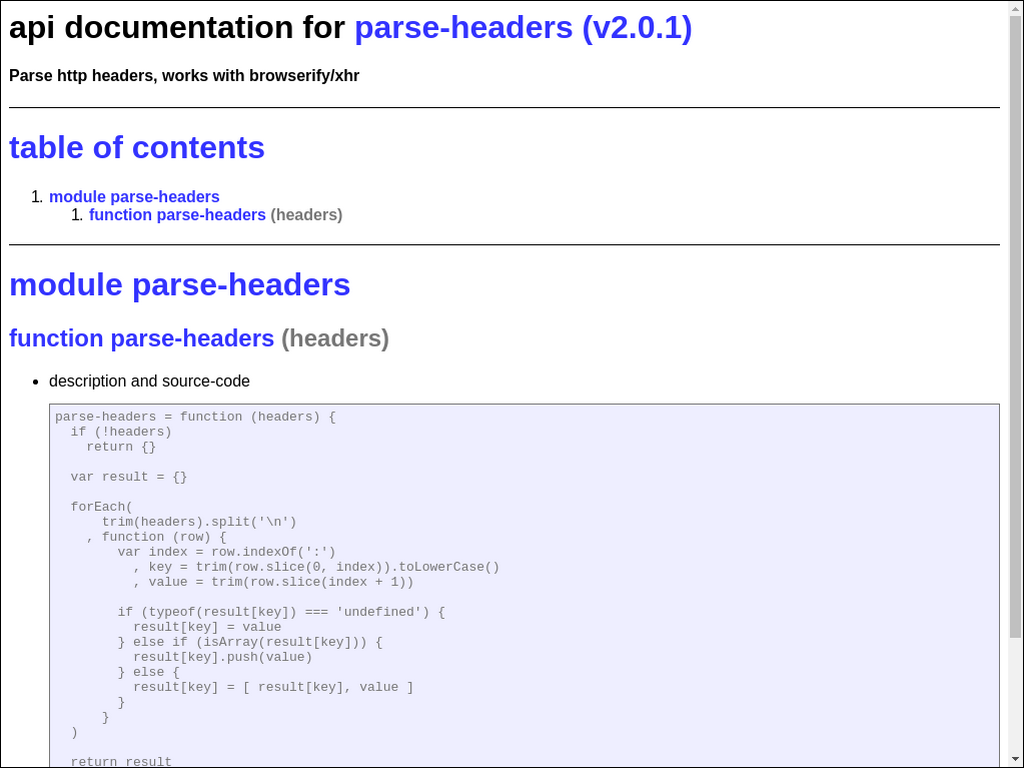 api documentation for parse-headers (v2.0.1)
Parse http headers, works with browserify/xhr
table of contents
1. module parse-headers
1. function parse-headers (headers)
module parse-headers
function parse-headers (headers)
• description and source-code
parse-headers = function (headers) {
  if (!headers)
    return {}
  var result = {}
  forEach(
      trim(headers).split('\n')
    , function (row) {
        var index = row.indexOf(':')
          , key = trim(row.slice(0, index)).toLowerCase()
          , value = trim(row.slice(index + 1))
        if (typeof(result[key]) === 'undefined') {
          result[key] = value
        } else if (isArray(result[key])) {
          result[key].push(value)
        } else {
          result[key] = [ result[key], value ]
        }
      }
  )
  return result